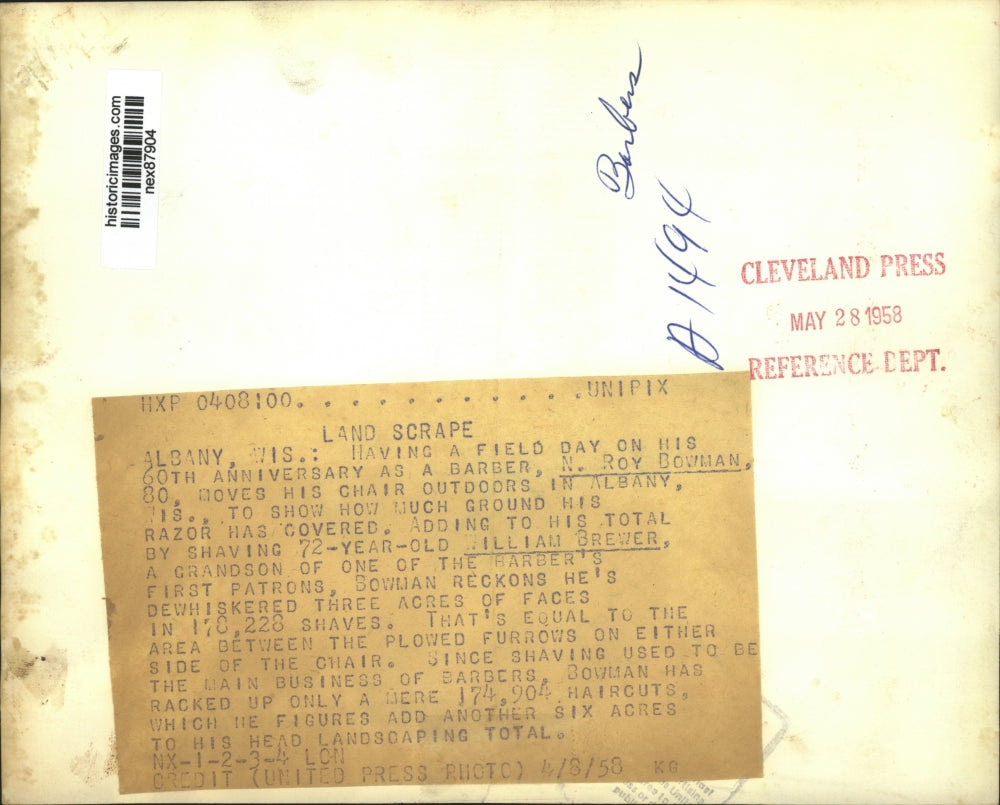 historicimages.com
nex87904
Barbers
A 1494
CLEVELAND PRESS
MAY 28 1958
REFERENCE DEPT.
HXP 0408100. . . . . . . . . . . .UNIPIX
LAND SCRAPE
ALBANY, WIS.: HAVING A FIELD DAY ON HIS
60TH ANNIVERSARY AS A BARBER, N. ROY BOWMAN,
80, MOVES HIS CHAIR OUTDOORS IN ALBANY,
WIS., TO SHOW HOW MUCH GROUND HIS
RAZOR HAS COVERED. ADDING TO HIS TOTAL
BY SHAVING 72-YEAR-OLD WILLIAM BREWER,
A GRANDSON OF ONE OF THE BARBER'S
FIRST PATRONS, BOWMAN RECKONS HE'S
DEWHISKERED THREE ACRES OF FACES
IN 178,228 SHAVES. THAT'S EQUAL TO THE
AREA BETWEEN THE PLOWED FURROWS ON EITHER
SIDE OF THE CHAIR. SINCE SHAVING USED TO BE
THE MAIN BUSINESS OF BARBERS, BOWMAN HAS
RACKED UP ONLY A MERE 174,904 HAIRCUTS,
WHICH HE FIGURES ADD ANOTHER SIX ACRES
TO HIS HEAD LANDSCAPING TOTAL.
NX-1-2-3-4 LCN
CREDIT (UNITED PRESS PHOTO) 4/8/58 KG